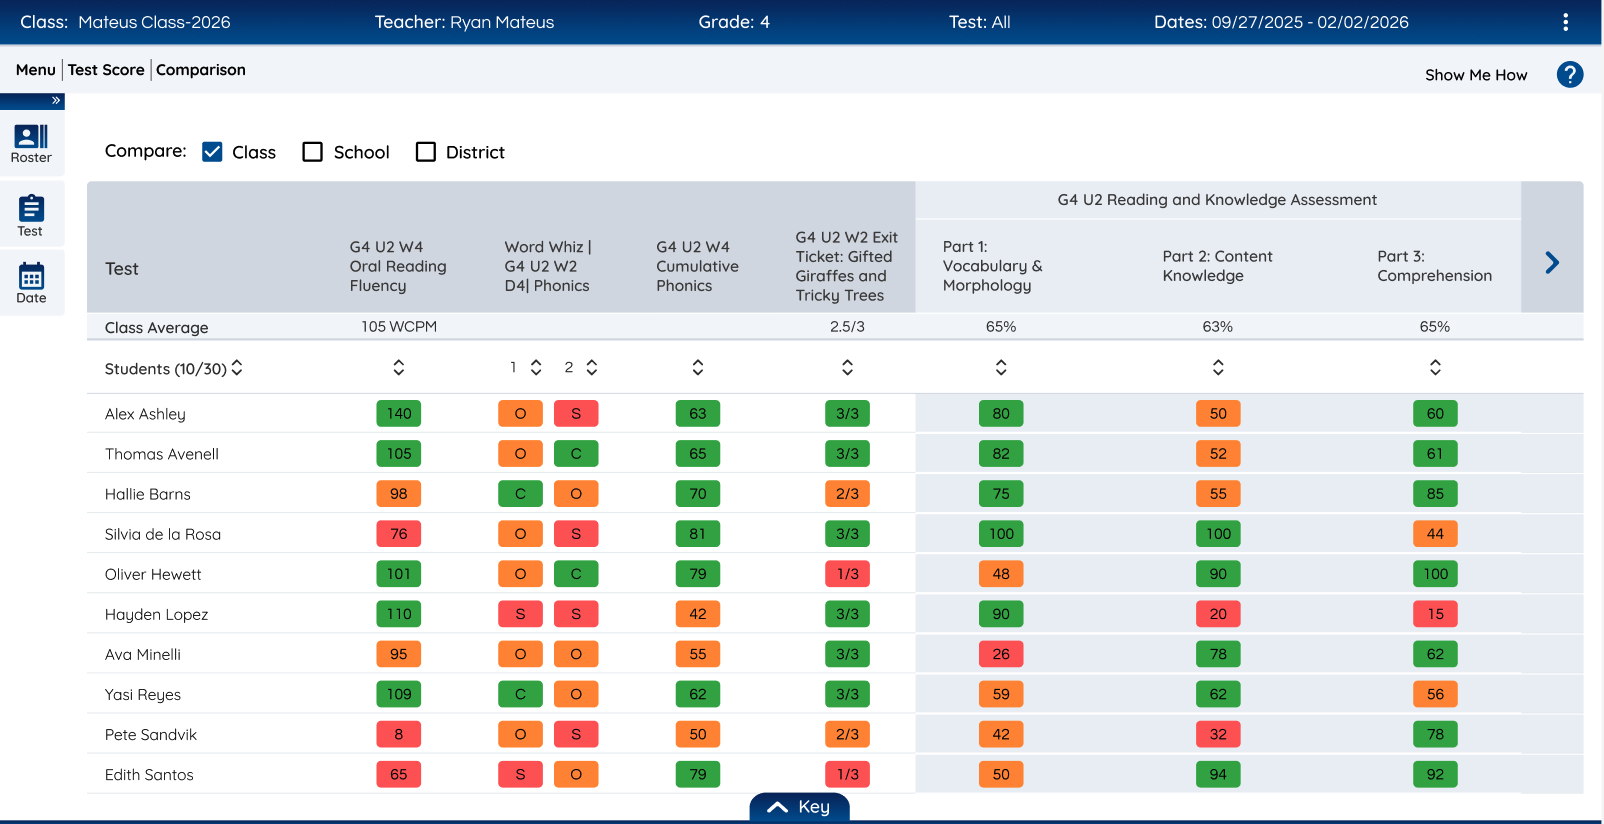 Class: Mateus Class-2026 Teacher: Ryan Mateus Grade: 4 Test: All Dates: 09/27/2025 - 02/02/2026
Menu | Test Score | Comparison
Show Me How ?
»
Roster
Test
Date
Compare: Class School District
G4 U2 Reading and Knowledge Assessment
Test
G4 U2 W4
Oral Reading
Fluency
Word Whiz |
G4 U2 W2
D4| Phonics
G4 U2 W4
Cumulative
Phonics
G4 U2 W2 Exit
Ticket: Gifted
Giraffes and
Tricky Trees
Part 1:
Vocabulary &
Morphology
Part 2: Content
Knowledge
Part 3:
Comprehension
Class Average 105 WCPM 2.5/3 65% 63% 65%
Students (10/30) 1 2
Alex Ashley 140 O S 63 3/3 80 50 60
Thomas Avenell 105 O C 65 3/3 82 52 61
Hallie Barns 98 C O 70 2/3 75 55 85
Silvia de la Rosa 76 O S 81 3/3 100 100 44
Oliver Hewett 101 O C 79 1/3 48 90 100
Hayden Lopez 110 S S 42 3/3 90 20 15
Ava Minelli 95 O O 55 3/3 26 78 62
Yasi Reyes 109 C O 62 3/3 59 62 56
Pete Sandvik 8 O S 50 2/3 42 32 78
Edith Santos 65 S O 79 1/3 50 94 92
Key